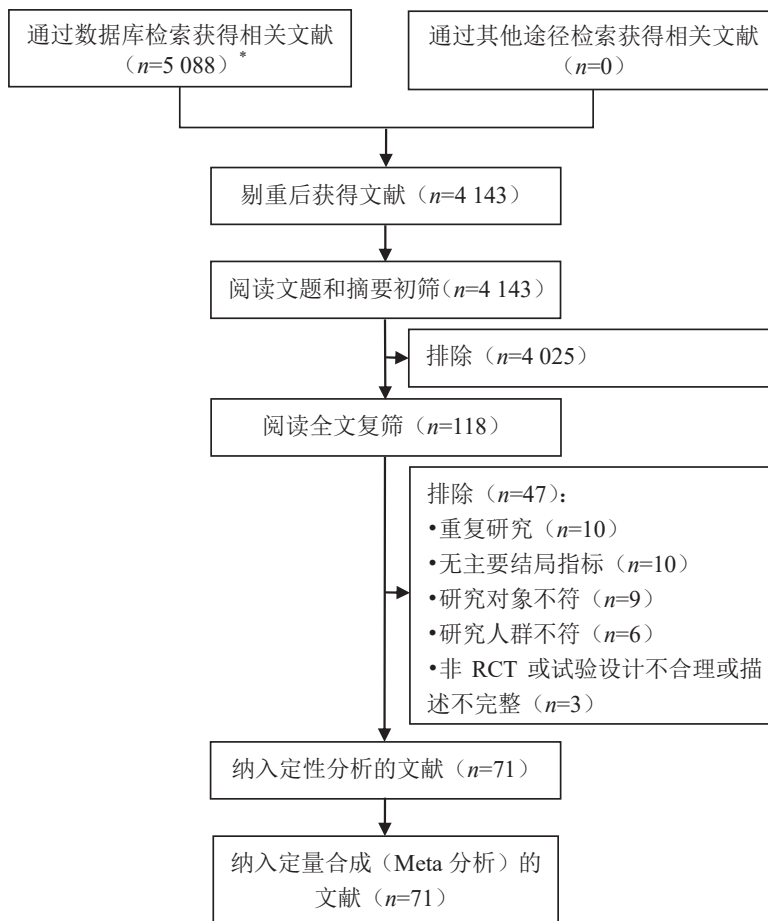 通过数据库检索获得相关文献
（n=5 088）*
通过其他途径检索获得相关文献
（n=0）
剔重后获得文献（n=4 143）
阅读文题和摘要初筛（n=4 143）
排除（n=4 025）
阅读全文复筛（n=118）
排除（n=47）：
•重复研究（n=10）
•无主要结局指标（n=10）
•研究对象不符（n=9）
•研究人群不符（n=6）
•非 RCT 或试验设计不合理或描
述不完整（n=3）
纳入定性分析的文献（n=71）
纳入定量合成（Meta 分析）的
文献（n=71）